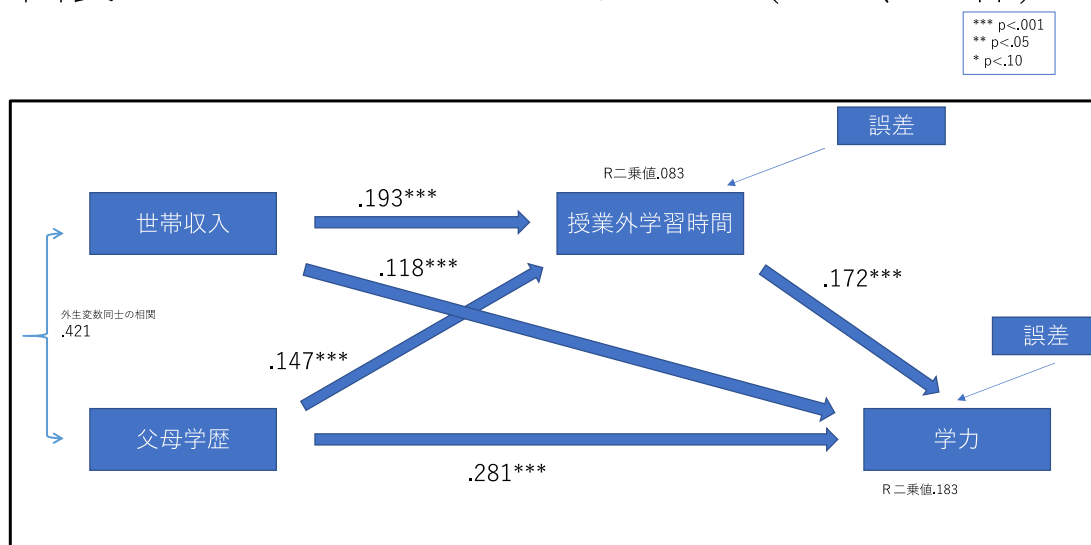 *** p<.001
** p<.05
* p<.10
誤差
R二乗値.083
.193***
世帯収入
授業外学習時間
.118***
.172***
外生変数同士の相関
.421
誤差
.147***
父母学歴
学力
.281***
R二乗値.183